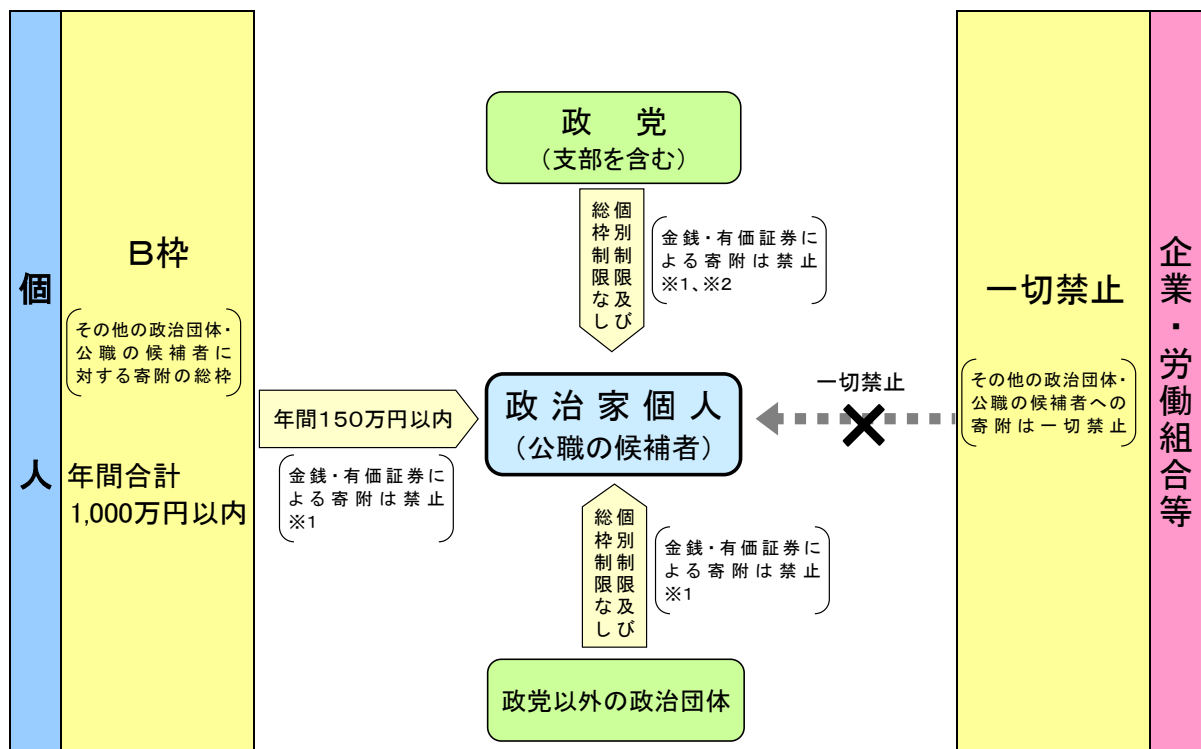 個人
B枠
その他の政治団体・
公職の候補者に
対する寄附の総枠
年間合計
1,000万円以内
年間150万円以内
金銭・有価証券に
よる寄附は禁止
※1
政 党
(支部を含む)
個別制限及び
総枠制限なし
金銭・有価証券に
よる寄附は禁止
※1、※2
政治家個人
(公職の候補者)
個別制限及び
総枠制限なし
金銭・有価証券に
よる寄附は禁止
※1
政党以外の政治団体
一切禁止
一切禁止
その他の政治団体・
公職の候補者への
寄附は一切禁止
企業・労働組合等